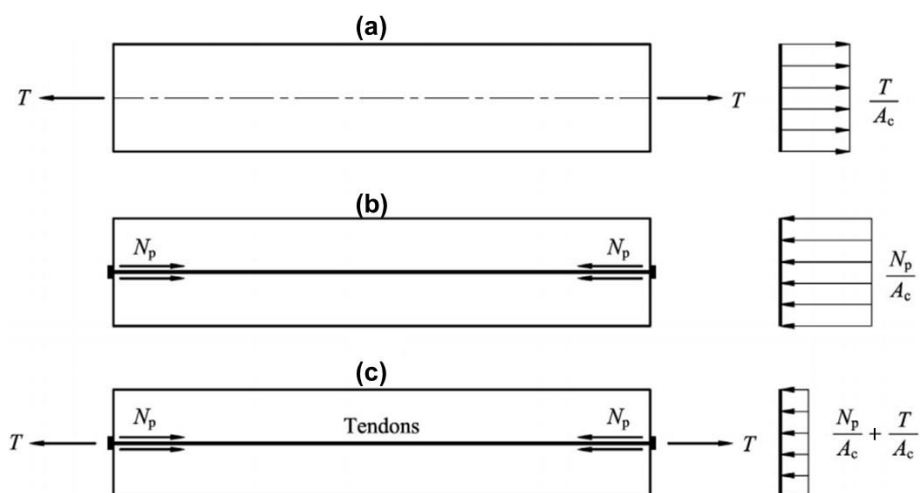 (a)
T
T
T
A_c
(b)
N_p
N_p
N_p
A_c
(c)
T
N_p
Tendons
N_p
T
N_p/A_c + T/A_c